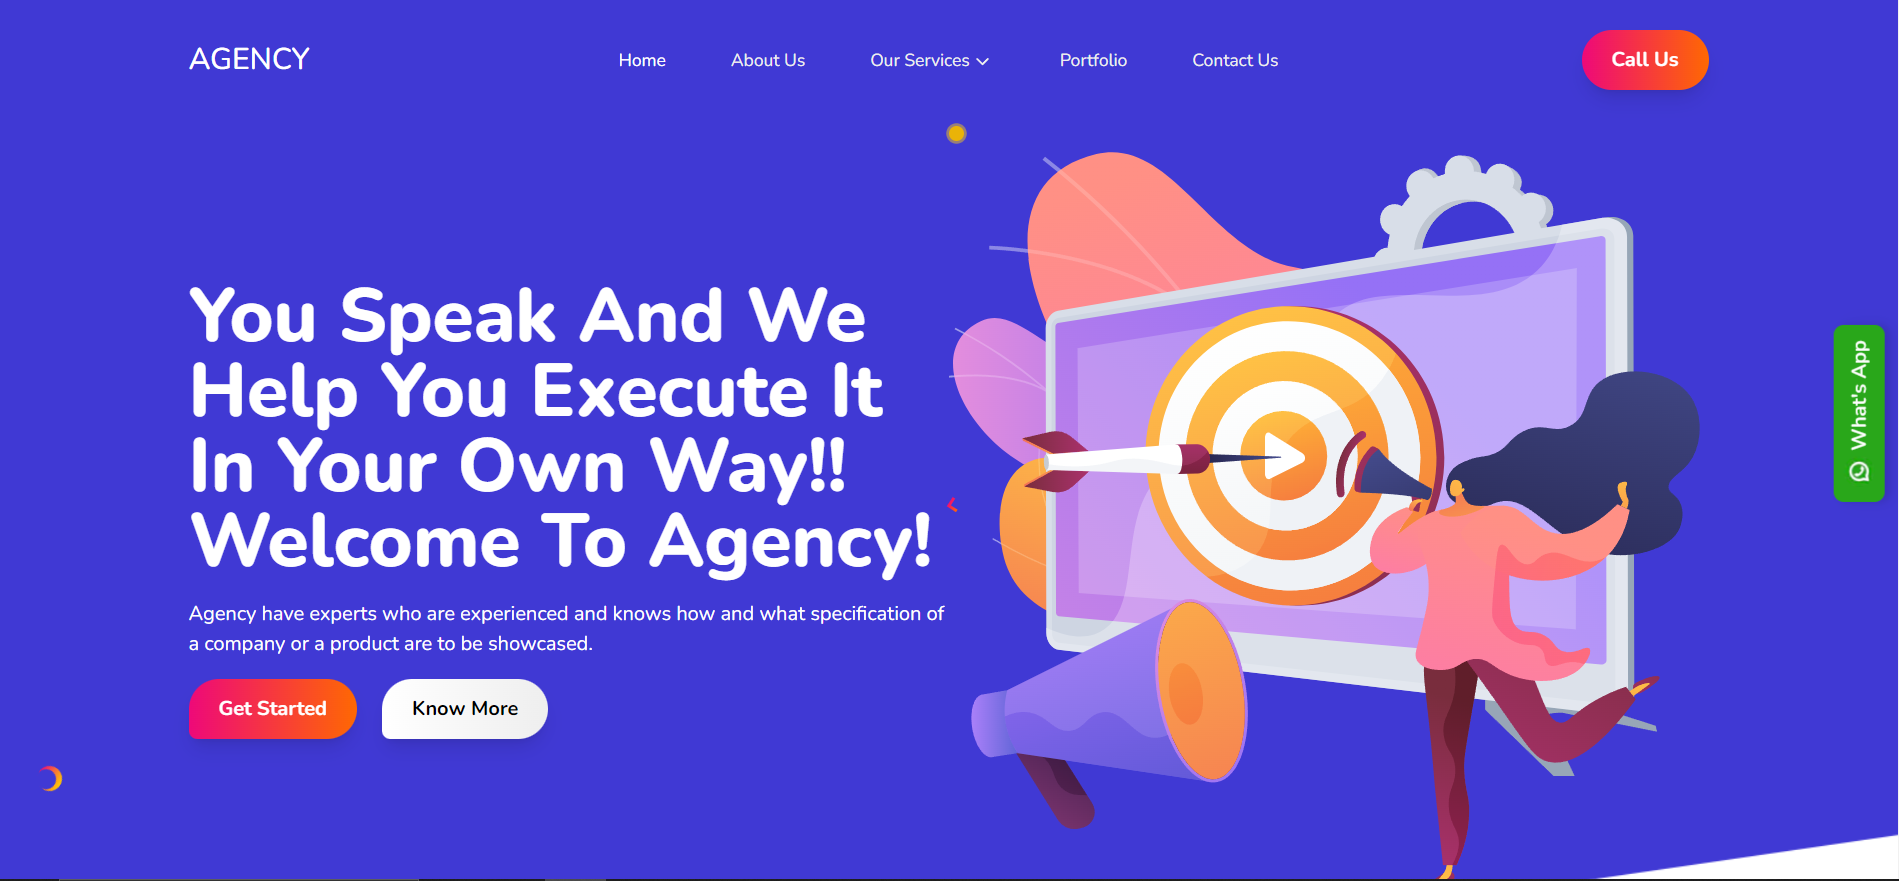 AGENCY
Home
About Us
Our Services
Portfolio
Contact Us
Call Us
You Speak And We
Help You Execute It
In Your Own Way!!
Welcome To Agency!
Agency have experts who are experienced and knows how and what specification of
a company or a product are to be showcased.
Get Started
Know More
What's App